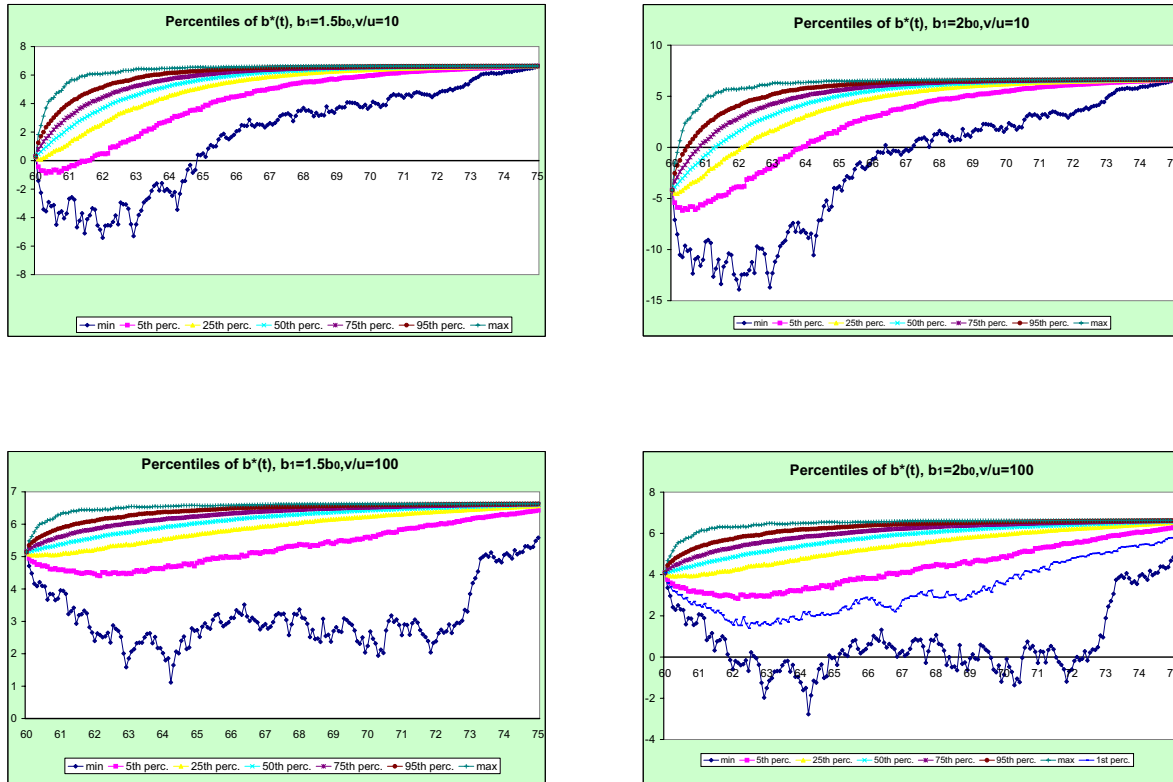 Percentiles of b*(t), b1=1.5b0,v/u=10
8
6
4
2
0
-2
-4
-6
-8
60 61 62 63 64 65 66 67 68 69 70 71 72 73 74 75
min 5th perc. 25th perc. 50th perc. 75th perc. 95th perc. max
Percentiles of b*(t), b1=2b0,v/u=10
10
5
0
-5
-10
-15
60 61 62 63 64 65 66 67 68 69 70 71 72 73 74 75
min 5th perc. 25th perc. 50th perc. 75th perc. 95th perc. max
Percentiles of b*(t), b1=1.5b0,v/u=100
7
6
5
4
3
2
1
0
60 61 62 63 64 65 66 67 68 69 70 71 72 73 74 75
min 5th perc. 25th perc. 50th perc. 75th perc. 95th perc. max
Percentiles of b*(t), b1=2b0,v/u=100
8
6
4
2
0
-2
-4
60 61 62 63 64 65 66 67 68 69 70 71 72 73 74 75
min 5th perc. 25th perc. 50th perc. 75th perc. 95th perc. max 1st perc.